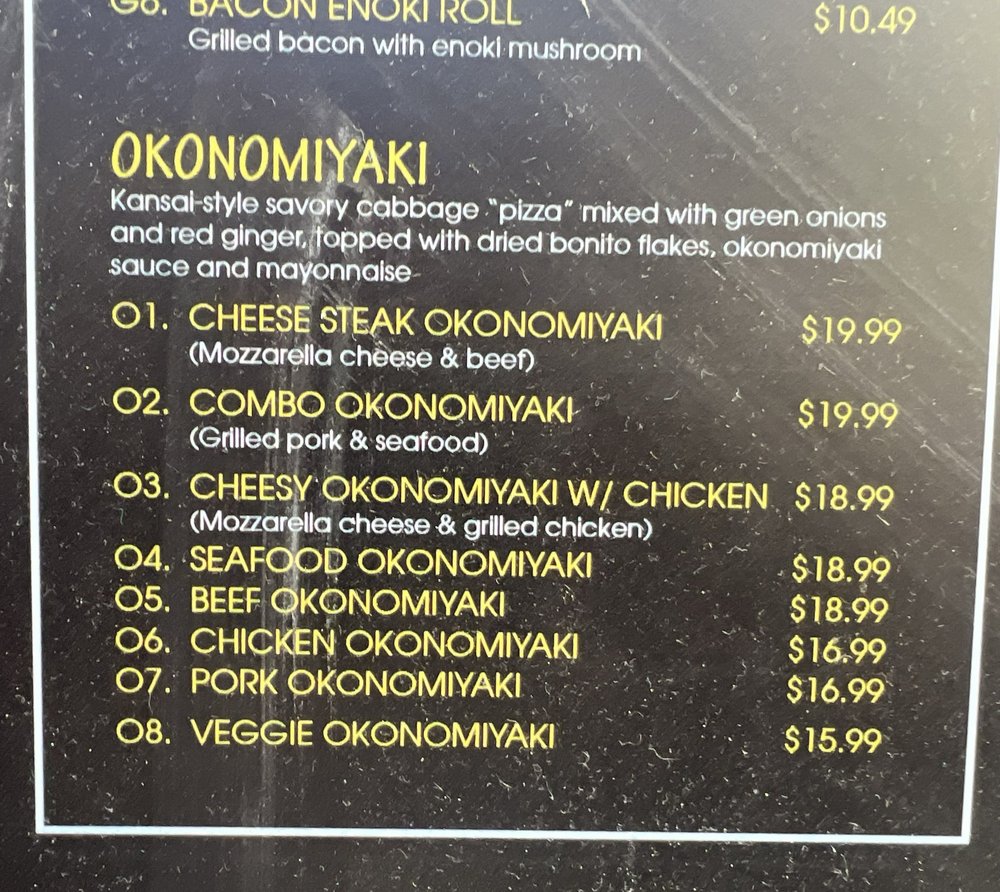 G6. BACON ENOKI ROLL $10.49
Grilled bacon with enoki mushroom
OKONOMIYAKI
Kansai-style savory cabbage "pizza" mixed with green onions
and red ginger, topped with dried bonito flakes, okonomiyaki
sauce and mayonnaise
O1. CHEESE STEAK OKONOMIYAKI $19.99
(Mozzarella cheese & beef)
O2. COMBO OKONOMIYAKI $19.99
(Grilled pork & seafood)
O3. CHEESY OKONOMIYAKI W/ CHICKEN $18.99
(Mozzarella cheese & grilled chicken)
O4. SEAFOOD OKONOMIYAKI $18.99
O5. BEEF OKONOMIYAKI $18.99
O6. CHICKEN OKONOMIYAKI $16.99
O7. PORK OKONOMIYAKI $16.99
O8. VEGGIE OKONOMIYAKI $15.99